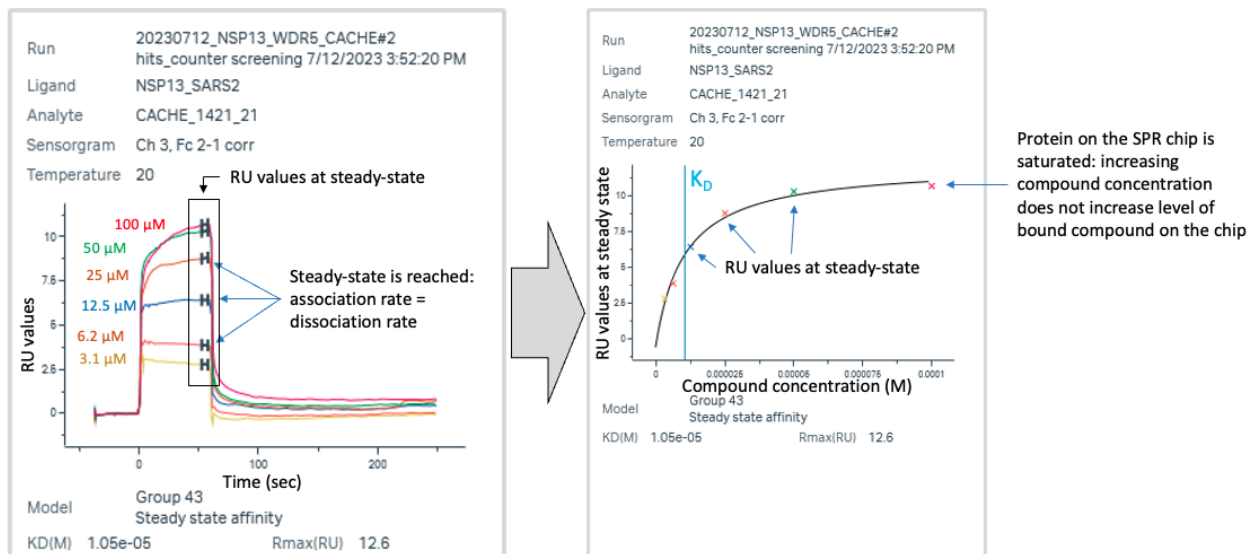 Run 20230712_NSP13_WDR5_CACHE#2
hits_counter screening 7/12/2023 3:52:20 PM
Ligand NSP13_SARS2
Analyte CACHE_1421_21
Sensorgram Ch 3, Fc 2-1 corr
Temperature 20
RU values at steady-state
100 µM
50 µM
25 µM
12.5 µM
6.2 µM
3.1 µM
Steady-state is reached:
association rate =
dissociation rate
RU values
10
7.5
5
2.5
0
0 100 200
Time (sec)
Model Group 43
Steady state affinity
KD(M) 1.05e-05 Rmax(RU) 12.6
Run 20230712_NSP13_WDR5_CACHE#2
hits_counter screening 7/12/2023 3:52:20 PM
Ligand NSP13_SARS2
Analyte CACHE_1421_21
Sensorgram Ch 3, Fc 2-1 corr
Temperature 20
KD
RU values at steady-state
RU values at steady state
10
7.5
5
2.5
0
0 0.000025 0.00005 0.000075 0.0001
Compound concentration (M)
Model Group 43
Steady state affinity
KD(M) 1.05e-05 Rmax(RU) 12.6
Protein on the SPR chip is
saturated: increasing
compound concentration
does not increase level of
bound compound on the chip